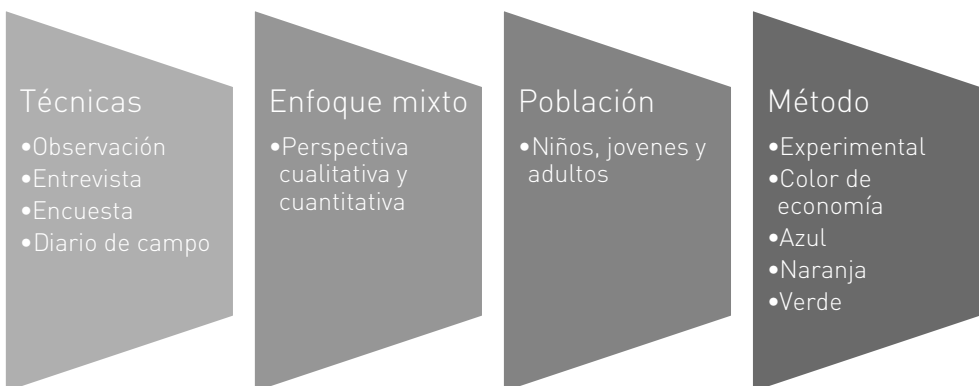 Técnicas
•Observación
•Entrevista
•Encuesta
•Diario de campo
Enfoque mixto
•Perspectiva
cualitativa y
cuantitativa
Población
•Niños, jovenes y
adultos
Método
•Experimental
•Color de
economía
•Azul
•Naranja
•Verde